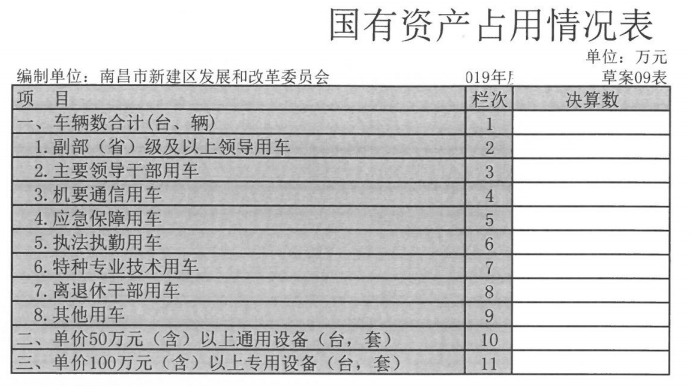 国有资产占用情况表
单位：万元
编制单位：南昌市新建区发展和改革委员会 019年 草案09表
项 目 栏次 决算数
一、车辆数合计(台、辆) 1
1.副部（省）级及以上领导用车 2
2.主要领导干部用车 3
3.机要通信用车 4
4.应急保障用车 5
5.执法执勤用车 6
6.特种专业技术用车 7
7.离退休干部用车 8
8.其他用车 9
二、单价50万元（含）以上通用设备（台，套） 10
三、单价100万元（含）以上专用设备（台，套） 11